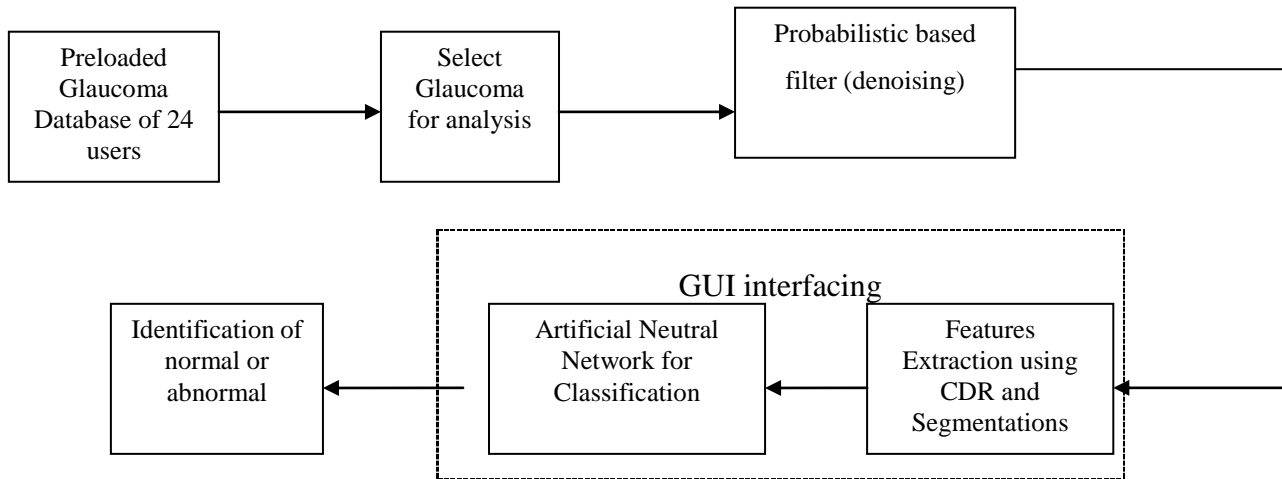 Preloaded
Glaucoma
Database of 24
users
Select
Glaucoma
for analysis
Probabilistic based
filter (denoising)
GUI interfacing
Identification of
normal or
abnormal
Artificial Neutral
Network for
Classification
Features
Extraction using
CDR and
Segmentations